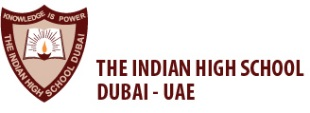 KNOWLEDGE IS POWER
THE INDIAN HIGH SCHOOL DUBAI
THE INDIAN HIGH SCHOOL
DUBAI - UAE